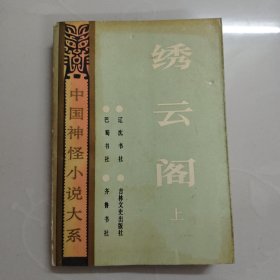 中国神怪小说大系
绣云阁
上
辽沈书社
巴蜀书社
吉林文史出版社
齐鲁书社